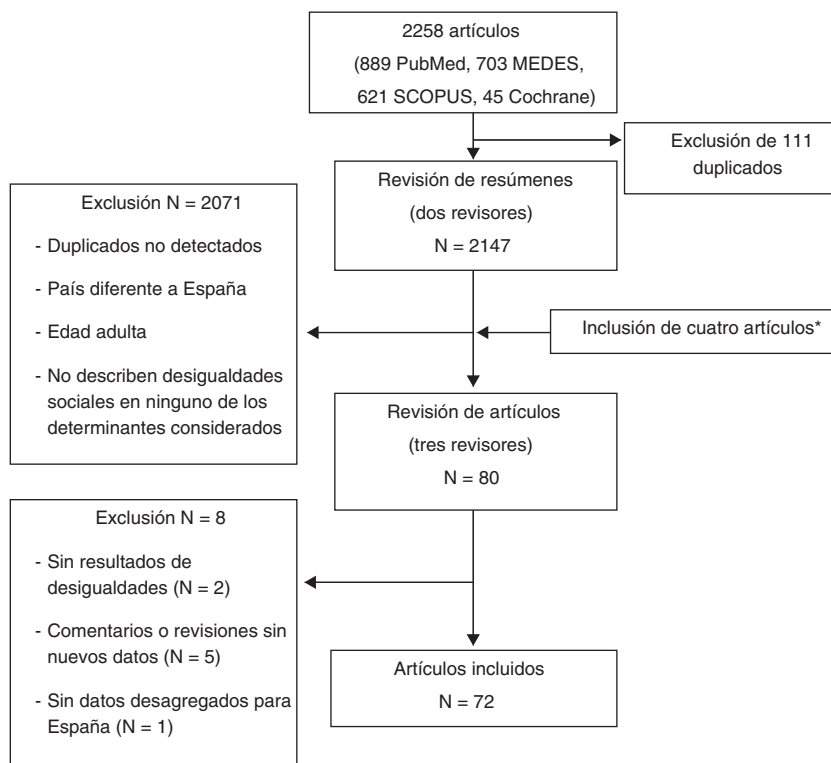 2258 artículos
(889 PubMed, 703 MEDES,
621 SCOPUS, 45 Cochrane)
Exclusión de 111
duplicados
Revisión de resúmenes
(dos revisores)
N = 2147
Exclusión N = 2071
- Duplicados no detectados
- País diferente a España
- Edad adulta
- No describen desigualdades
sociales en ninguno de los
determinantes considerados
Inclusión de cuatro artículos*
Revisión de artículos
(tres revisores)
N = 80
Exclusión N = 8
- Sin resultados de
desigualdades (N = 2)
- Comentarios o revisiones sin
nuevos datos (N = 5)
- Sin datos desagregados para
España (N = 1)
Artículos incluidos
N = 72